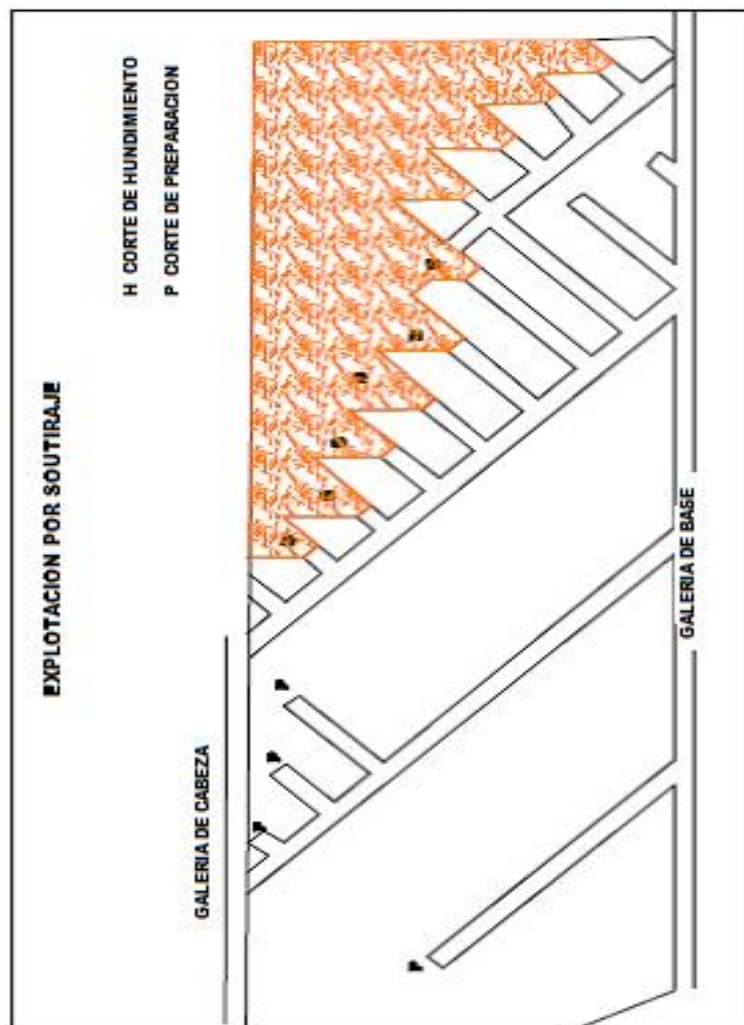 EXPLOTACION POR SOUTIRAJE
H CORTE DE HUNDIMIENTO
P CORTE DE PREPARACION
GALERIA DE CABEZA
GALERIA DE BASE
P
P
P
P